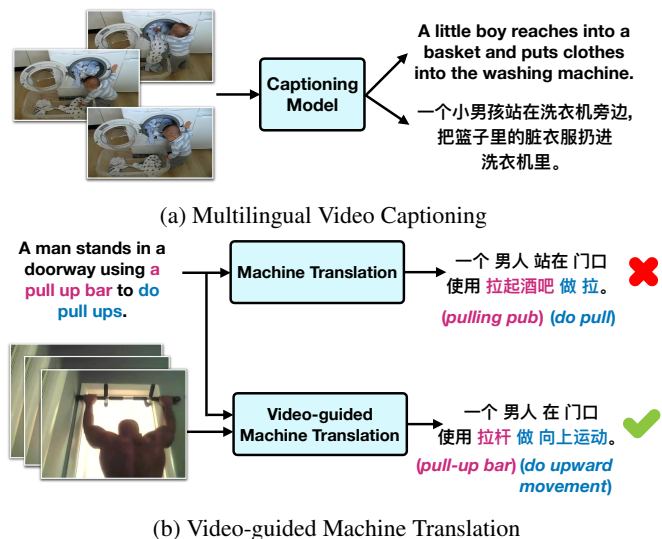 A little boy reaches into a
basket and puts clothes
into the washing machine.
Captioning
Model
一个小男孩站在洗衣机旁边,
把篮子里的脏衣服扔进
洗衣机里。
(a) Multilingual Video Captioning
A man stands in a
doorway using a
pull up bar to do
pull ups.
Machine Translation
一个 男人 站在 门口
使用 拉起酒吧 做 拉。
(pulling pub) (do pull)
Video-guided
Machine Translation
一个 男人 在 门口
使用 拉杆 做 向上运动。
(pull-up bar) (do upward
movement)
(b) Video-guided Machine Translation